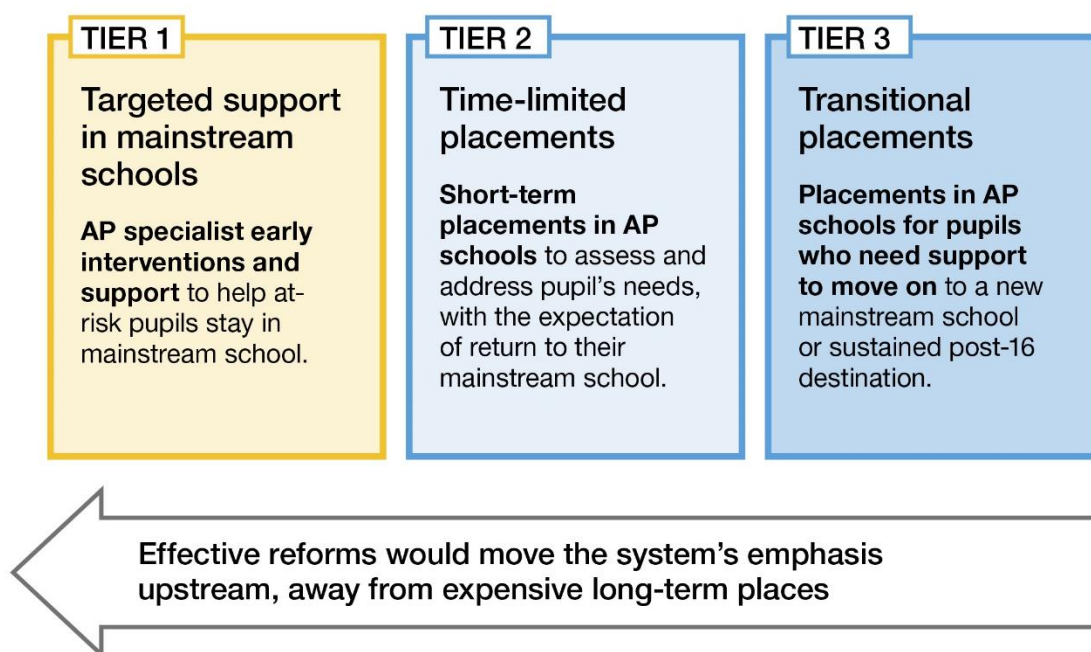 TIER 1
Targeted support
in mainstream
schools
AP specialist early
interventions and
support to help at-
risk pupils stay in
mainstream school.
TIER 2
Time-limited
placements
Short-term
placements in AP
schools to assess and
address pupil's needs,
with the expectation
of return to their
mainstream school.
TIER 3
Transitional
placements
Placements in AP
schools for pupils
who need support
to move on to a new
mainstream school
or sustained post-16
destination.
Effective reforms would move the system's emphasis
upstream, away from expensive long-term places